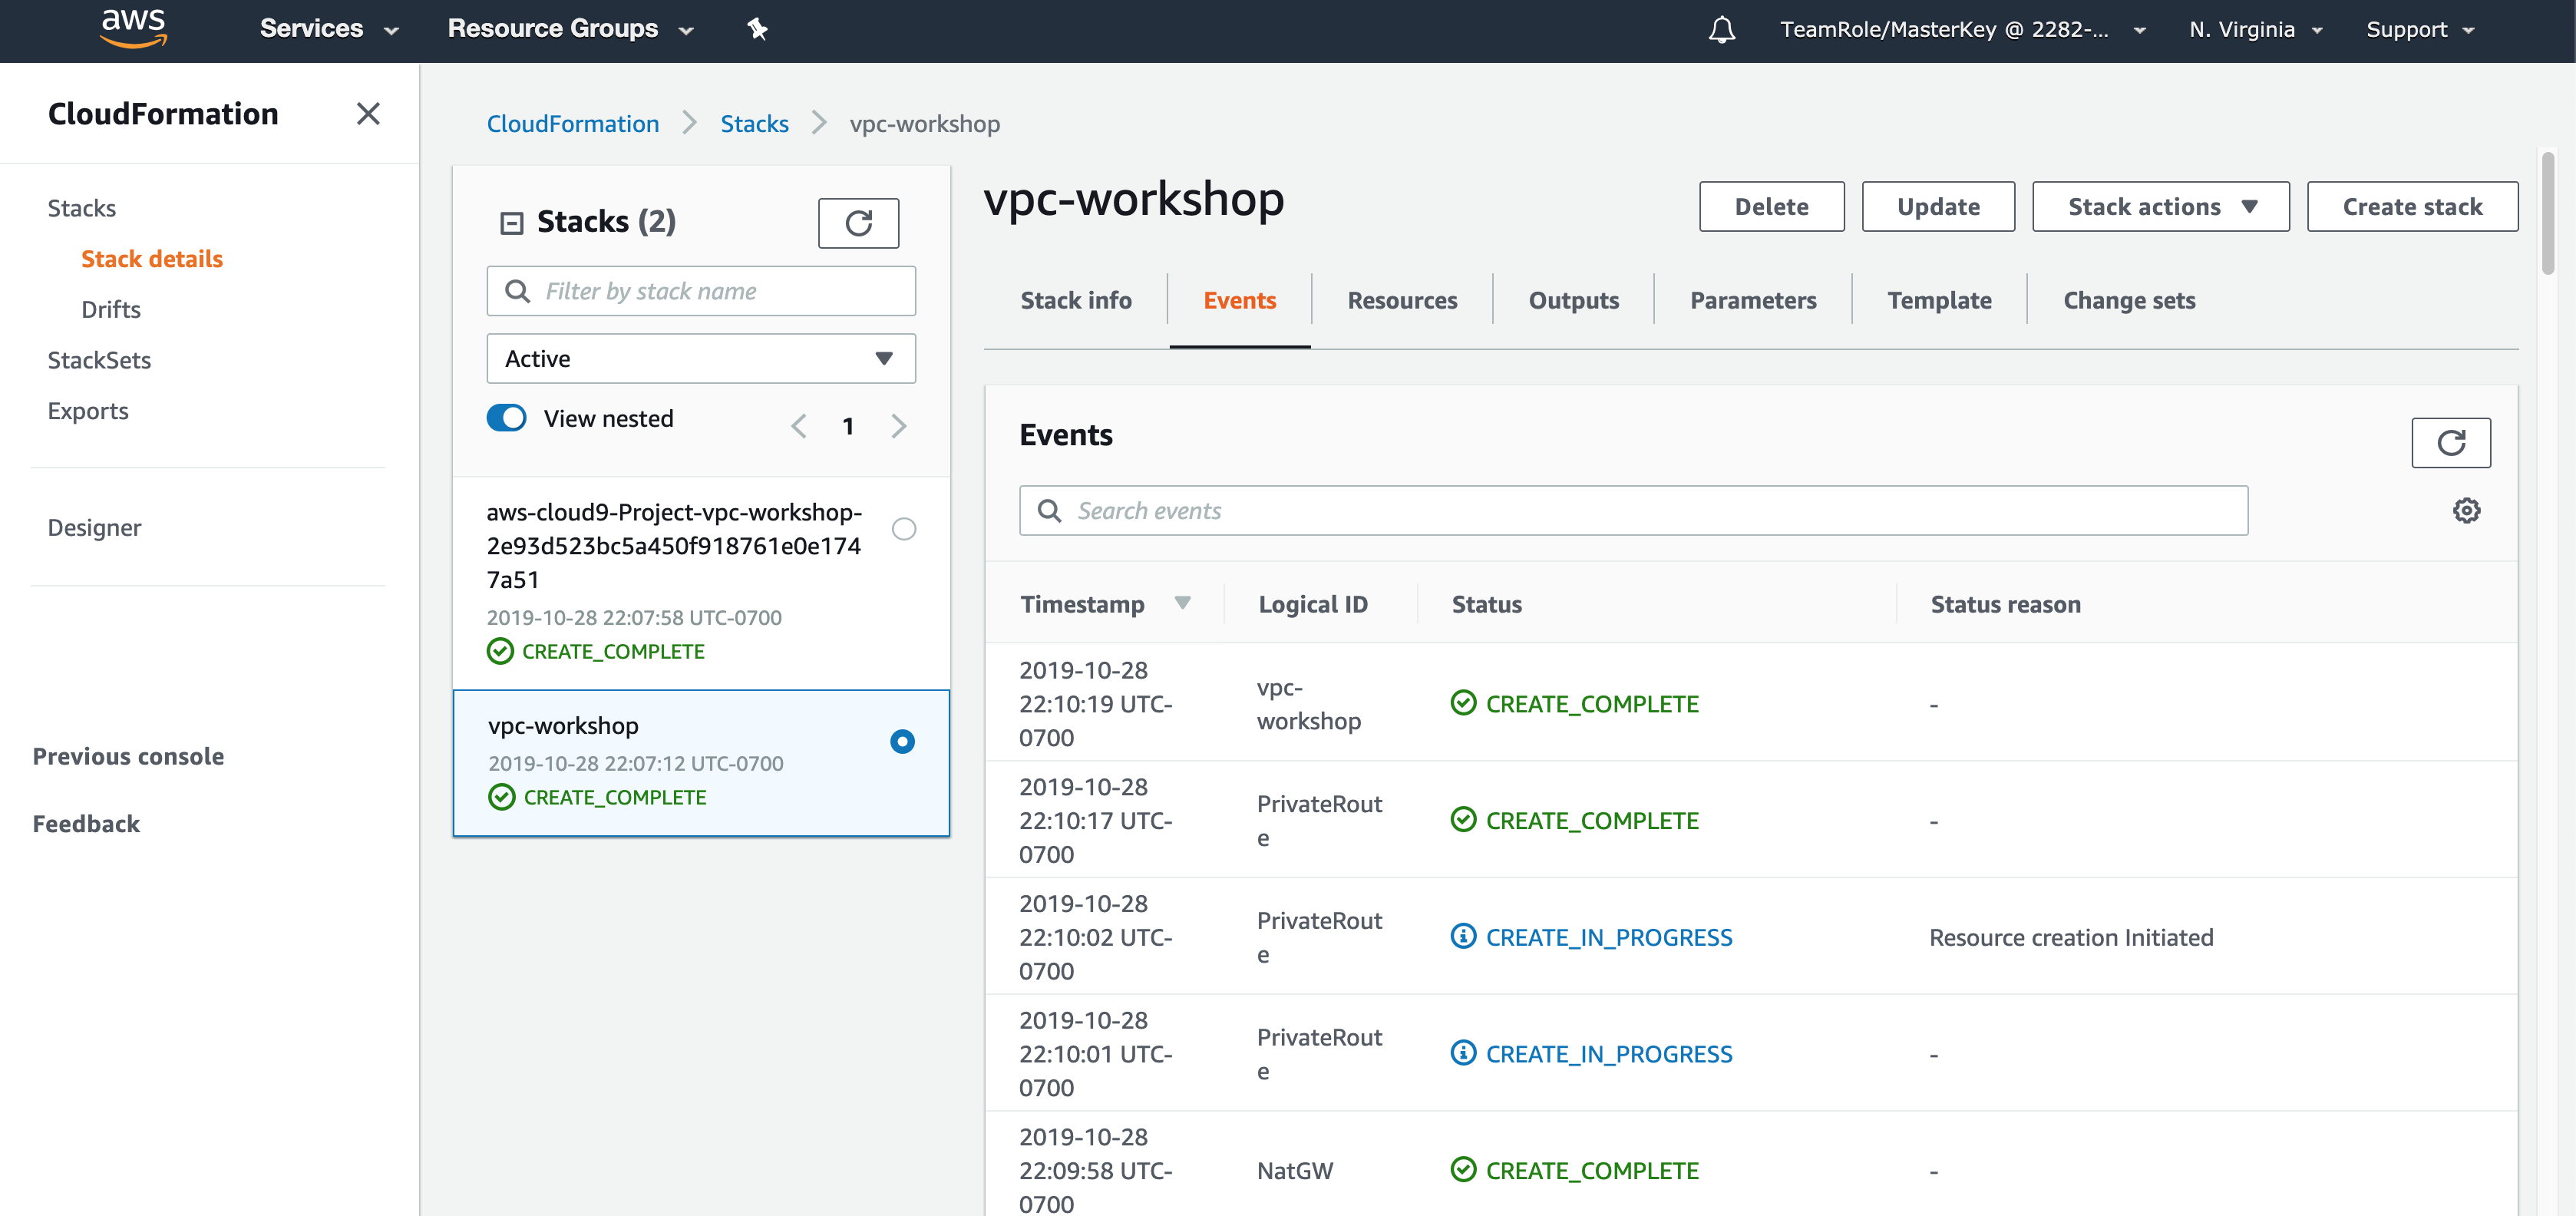 aws
Services
Resource Groups
TeamRole/MasterKey @ 2282-...
N. Virginia
Support
CloudFormation
Stacks
Stack details
Drifts
StackSets
Exports
Designer
Previous console
Feedback
CloudFormation
Stacks
vpc-workshop
Stacks (2)
Filter by stack name
Active
View nested
1
aws-cloud9-Project-vpc-workshop-
2e93d523bc5a450f918761e0e174
7a51
2019-10-28 22:07:58 UTC-0700
CREATE_COMPLETE
vpc-workshop
2019-10-28 22:07:12 UTC-0700
CREATE_COMPLETE
vpc-workshop
Delete
Update
Stack actions
Create stack
Stack info
Events
Resources
Outputs
Parameters
Template
Change sets
Events
Search events
Timestamp
Logical ID
Status
Status reason
2019-10-28
22:10:19 UTC-
0700
vpc-
workshop
CREATE_COMPLETE
-
2019-10-28
22:10:17 UTC-
0700
PrivateRout
e
CREATE_COMPLETE
-
2019-10-28
22:10:02 UTC-
0700
PrivateRout
e
CREATE_IN_PROGRESS
Resource creation Initiated
2019-10-28
22:10:01 UTC-
0700
PrivateRout
e
CREATE_IN_PROGRESS
-
2019-10-28
22:09:58 UTC-
0700
NatGW
CREATE_COMPLETE
-